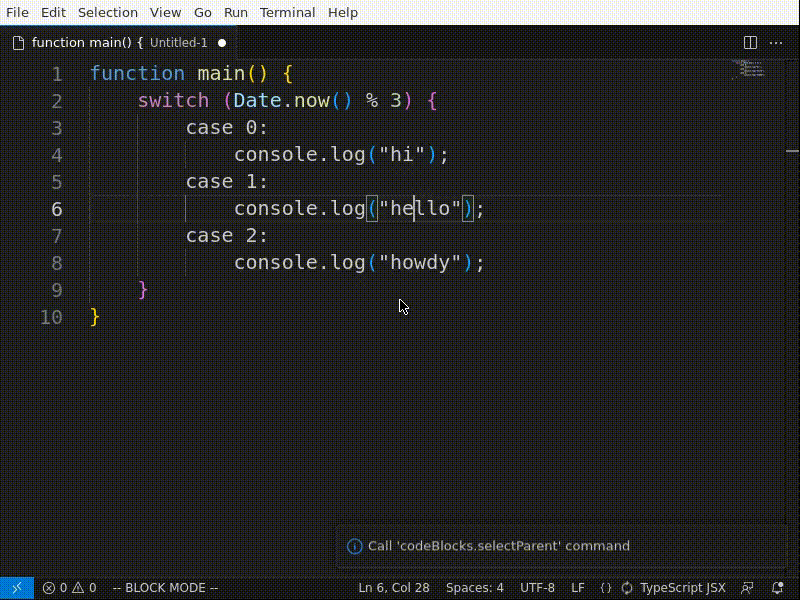 File Edit Selection View Go Run Terminal Help
function main() { Untitled-1
1 function main() {
2 switch (Date.now() % 3) {
3 case 0:
4 console.log("hi");
5 case 1:
6 console.log("hello");
7 case 2:
8 console.log("howdy");
9 }
10 }
Call 'codeBlocks.selectParent' command
0 0 -- BLOCK MODE -- Ln 6, Col 28 Spaces: 4 UTF-8 LF {} TypeScript JSX